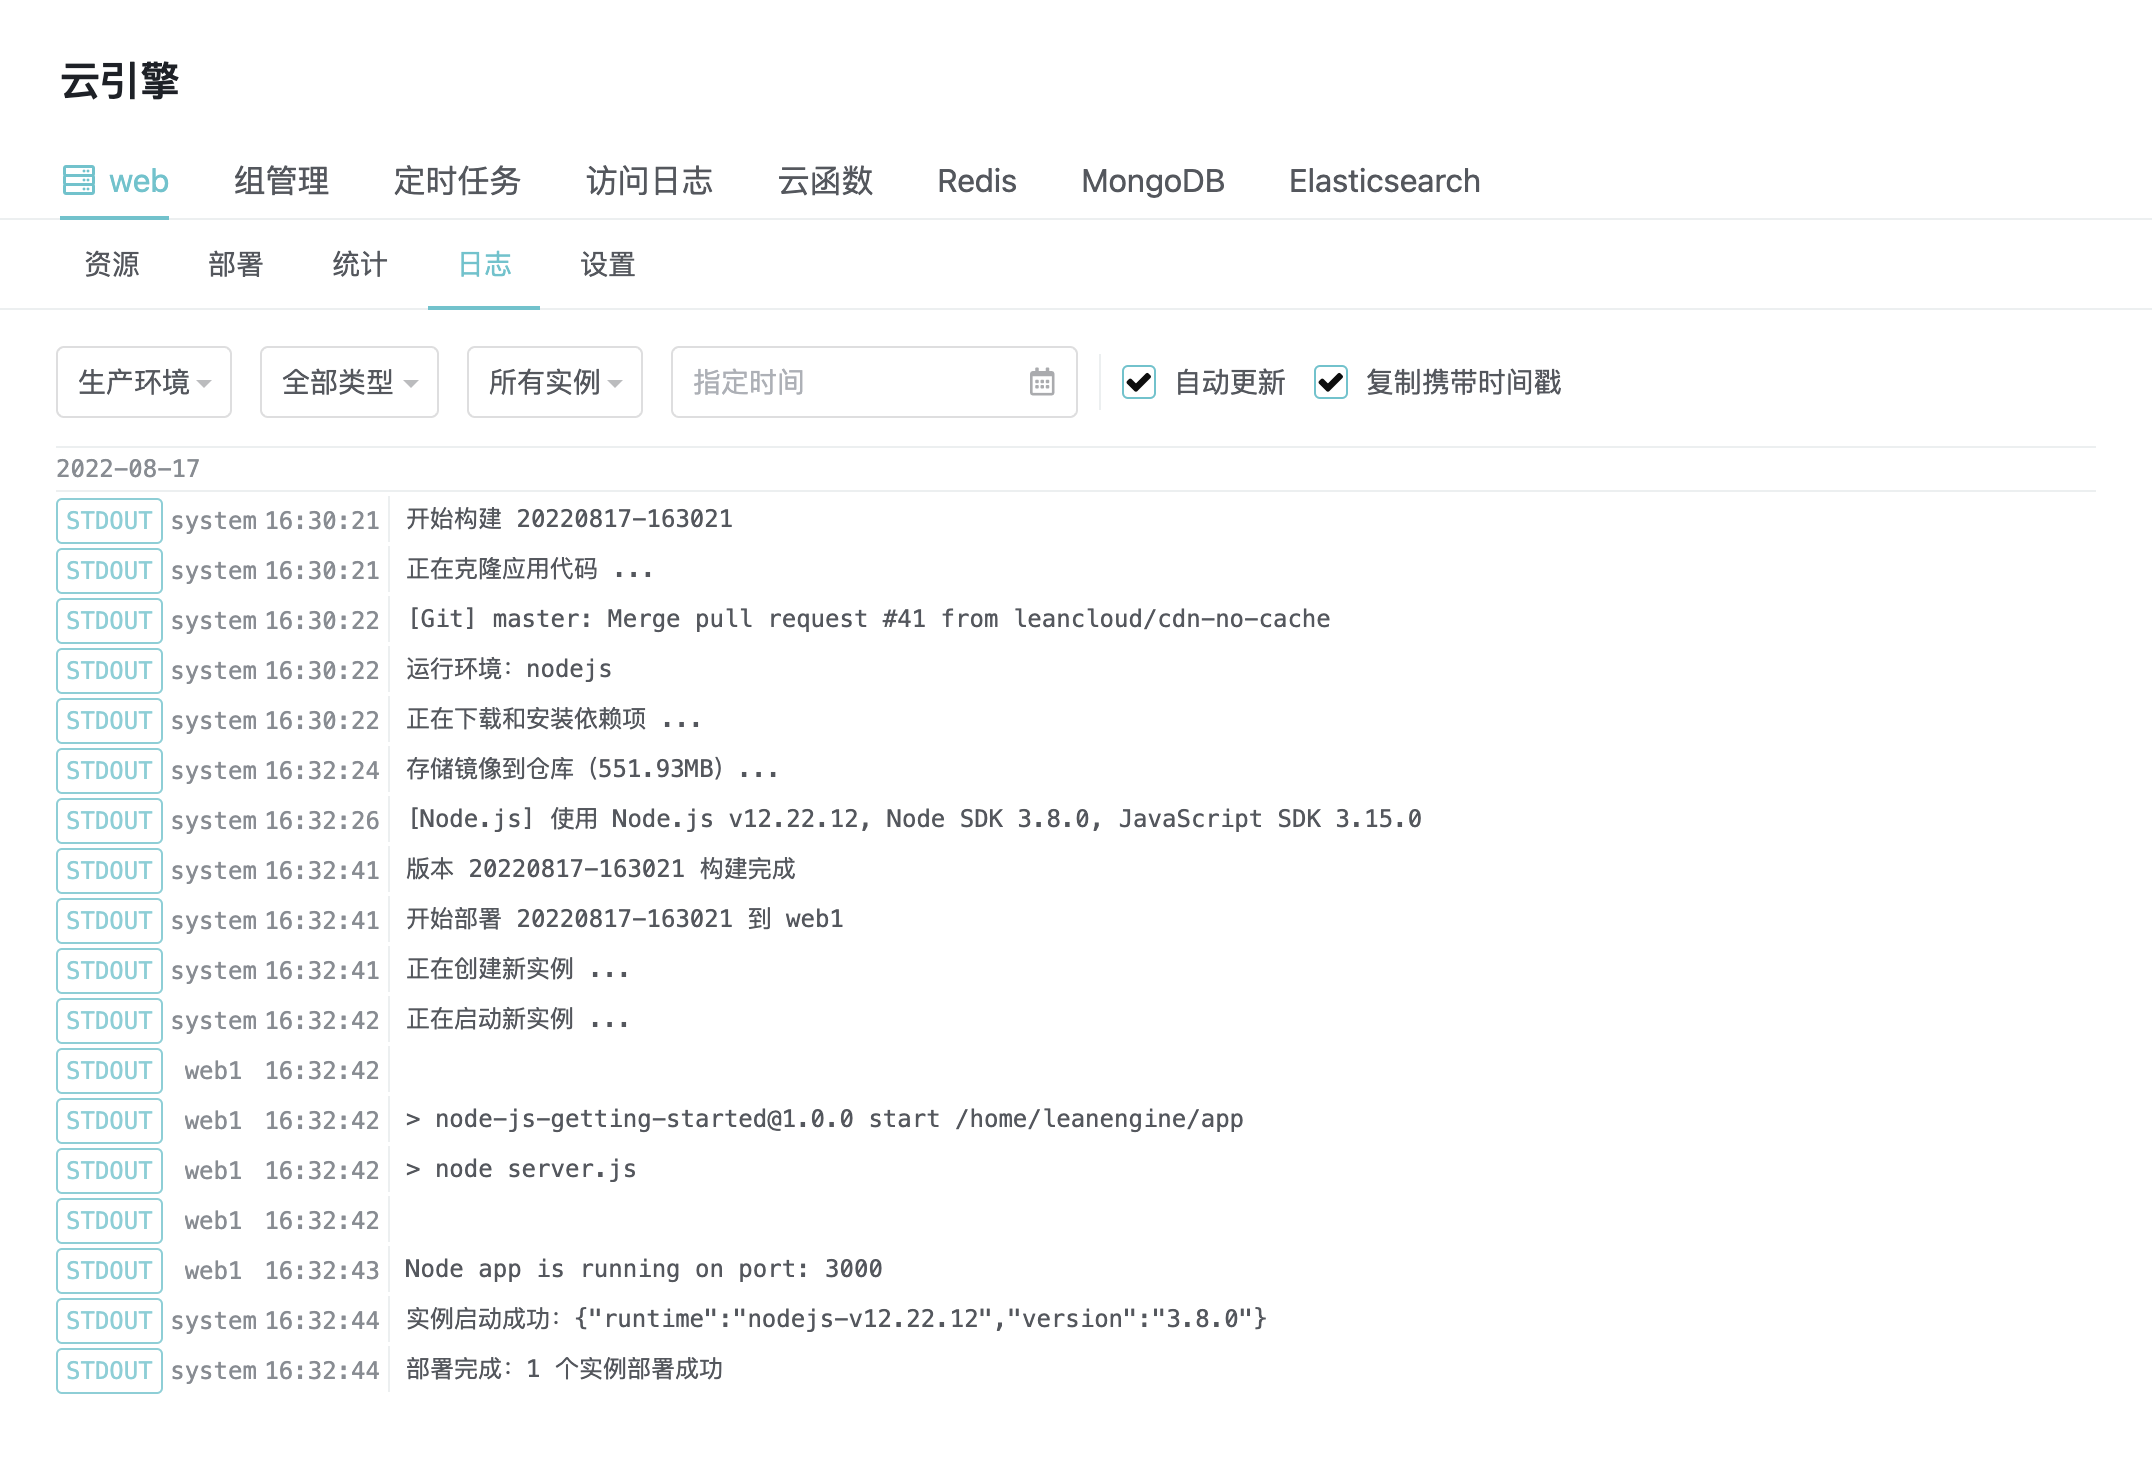 云引擎
web 组管理 定时任务 访问日志 云函数 Redis MongoDB Elasticsearch
资源 部署 统计 日志 设置
生产环境 全部类型 所有实例 指定时间 自动更新 复制携带时间戳
2022-08-17
STDOUT system 16:30:21 开始构建 20220817-163021
STDOUT system 16:30:21 正在克隆应用代码 ...
STDOUT system 16:30:22 [Git] master: Merge pull request #41 from leancloud/cdn-no-cache
STDOUT system 16:30:22 运行环境：nodejs
STDOUT system 16:30:22 正在下载和安装依赖项 ...
STDOUT system 16:32:24 存储镜像到仓库（551.93MB）...
STDOUT system 16:32:26 [Node.js] 使用 Node.js v12.22.12, Node SDK 3.8.0, JavaScript SDK 3.15.0
STDOUT system 16:32:41 版本 20220817-163021 构建完成
STDOUT system 16:32:41 开始部署 20220817-163021 到 web1
STDOUT system 16:32:41 正在创建新实例 ...
STDOUT system 16:32:42 正在启动新实例 ...
STDOUT web1 16:32:42
STDOUT web1 16:32:42 > node-js-getting-started@1.0.0 start /home/leanengine/app
STDOUT web1 16:32:42 > node server.js
STDOUT web1 16:32:42
STDOUT web1 16:32:43 Node app is running on port: 3000
STDOUT system 16:32:44 实例启动成功：{"runtime":"nodejs-v12.22.12","version":"3.8.0"}
STDOUT system 16:32:44 部署完成：1 个实例部署成功